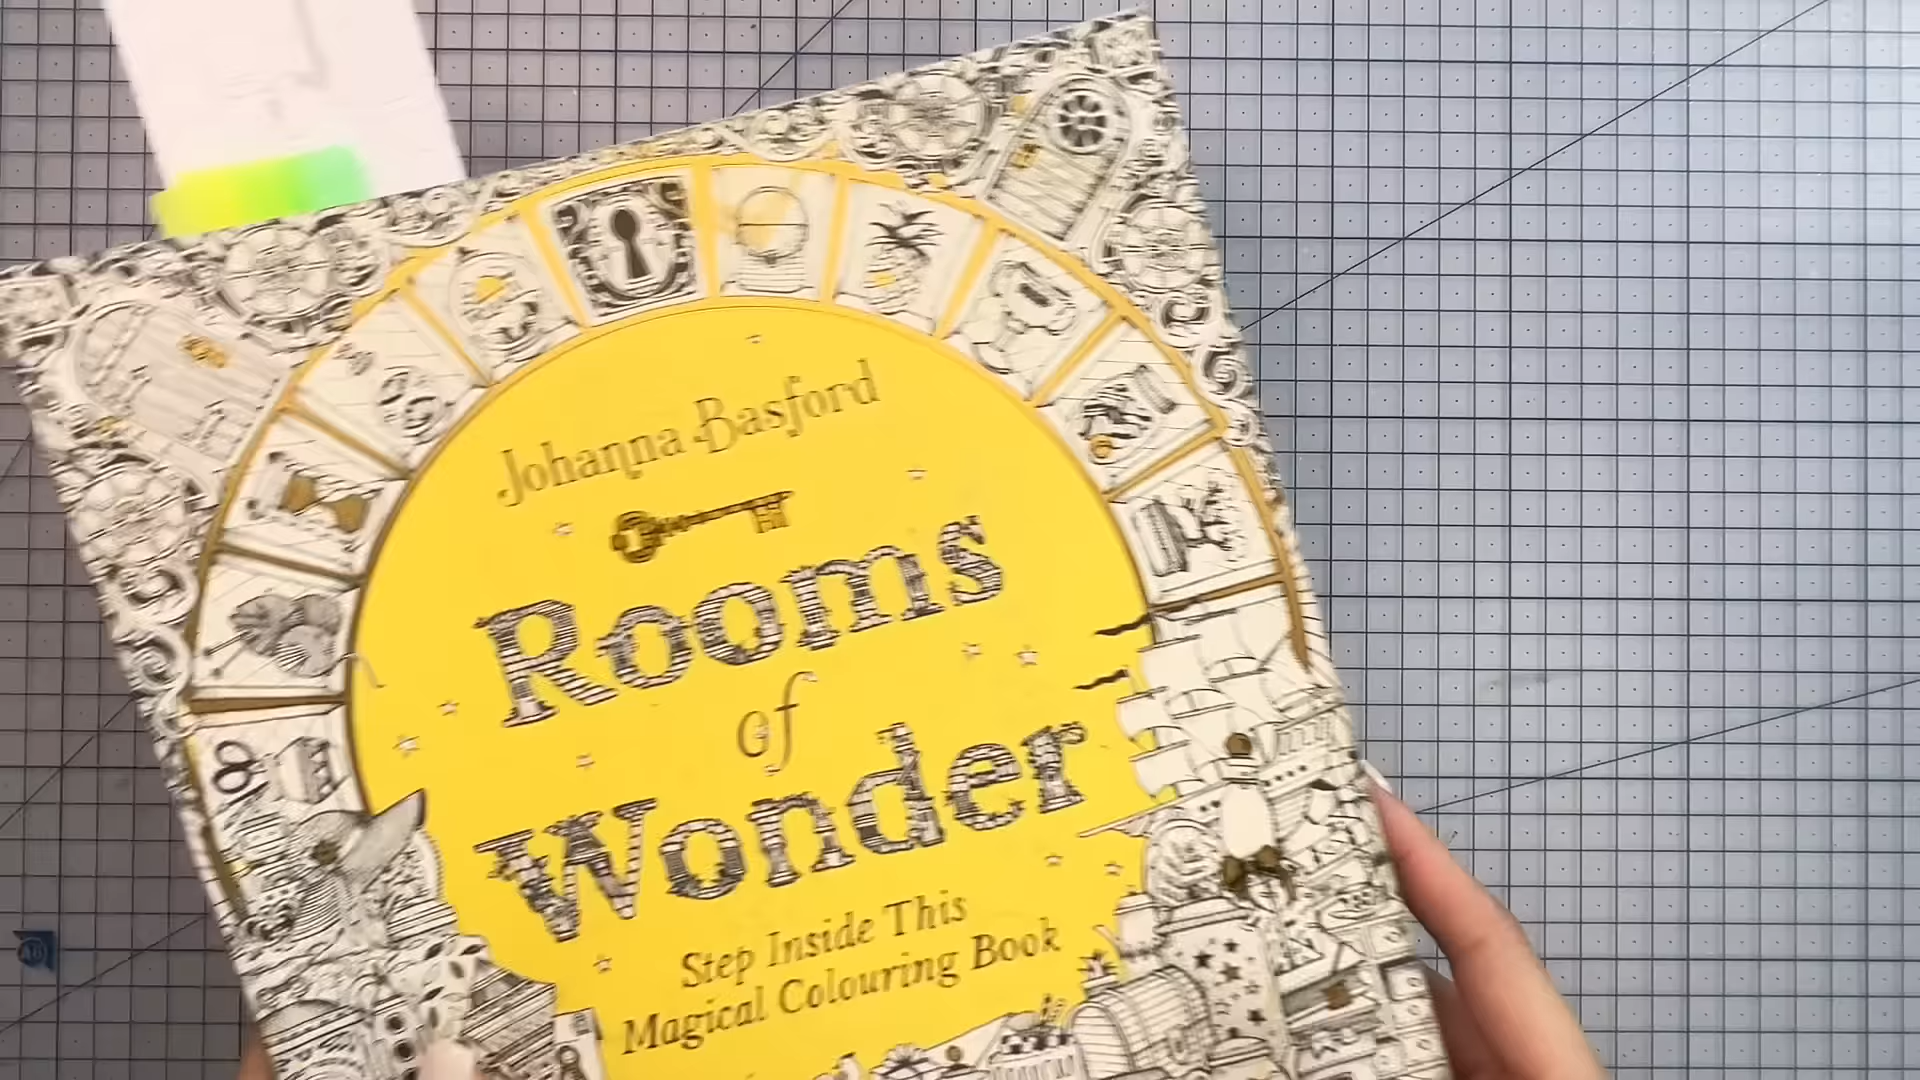 Johanna Basford
Rooms
of
Wonder
Step Inside This
Magical Colouring Book